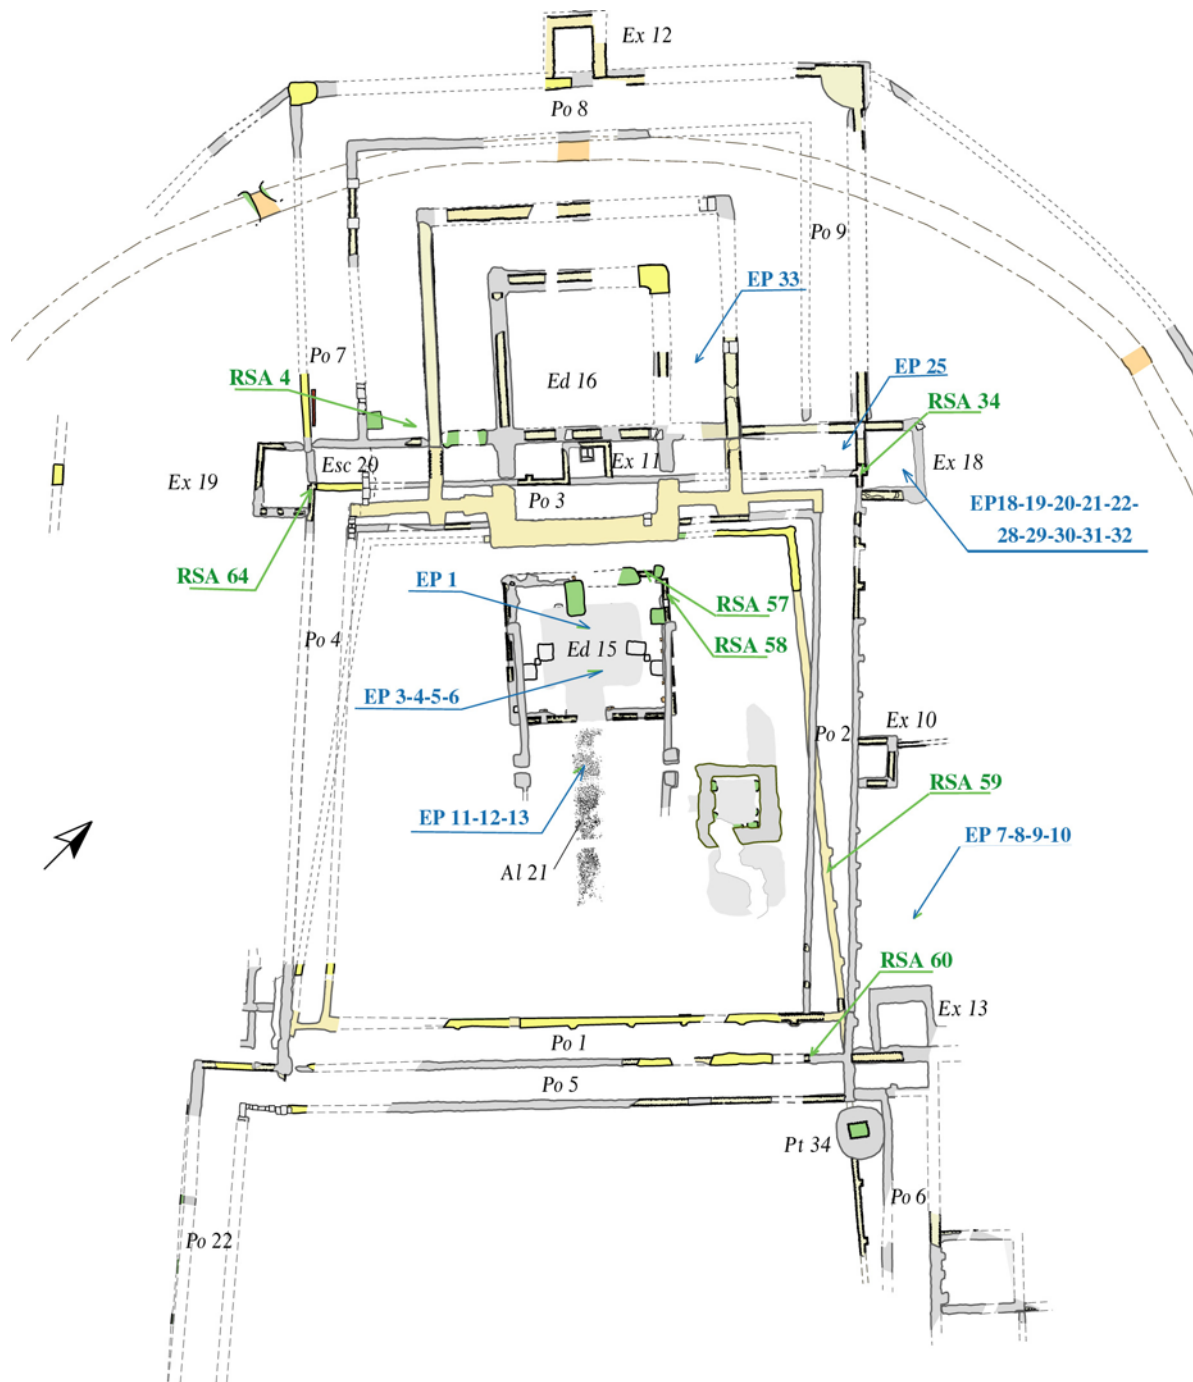 Ex 12
Po 8
Po 9
EP 33
Po 7
RSA 4
EP 25
Ed 16
RSA 34
Ex 19
Esc 20
Ex 11
Ex 18
Po 3
EP18-19-20-21-22-
28-29-30-31-32
RSA 64
EP 1
RSA 57
Po 4
Ed 15
RSA 58
EP 3-4-5-6
Ex 10
Po 2
RSA 59
EP 11-12-13
EP 7-8-9-10
Al 21
RSA 60
Ex 13
Po 1
Po 5
Pt 34
Po 6
Po 22